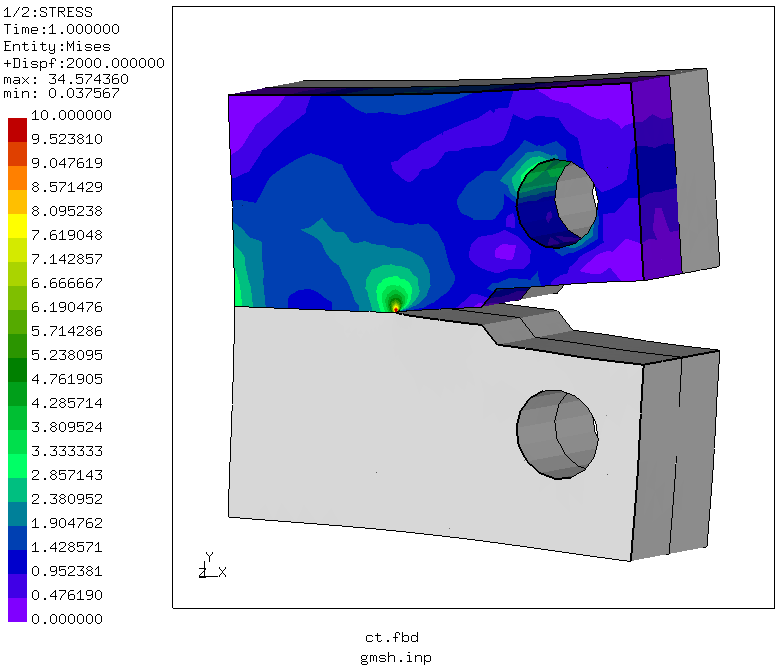 1/2:STRESS
Time:1.000000
Entity:Mises
+Dispf:2000.000000
max: 34.574360
min: 0.037567
10.000000
9.523810
9.047619
8.571429
8.095238
7.619048
7.142857
6.666667
6.190476
5.714286
5.238095
4.761905
4.285714
3.809524
3.333333
2.857143
2.380952
1.904762
1.428571
0.952381
0.476190
0.000000
Y
Z X
ct.fbd
gmsh.inp